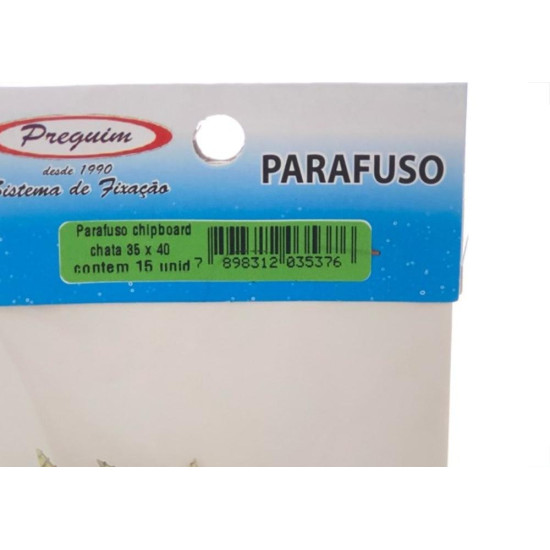 Preguim
desde 1990
Sistema de Fixação
PARAFUSO
Parafuso chipboard
chata 35 x 40
contem 15 unid
7 898312 035376